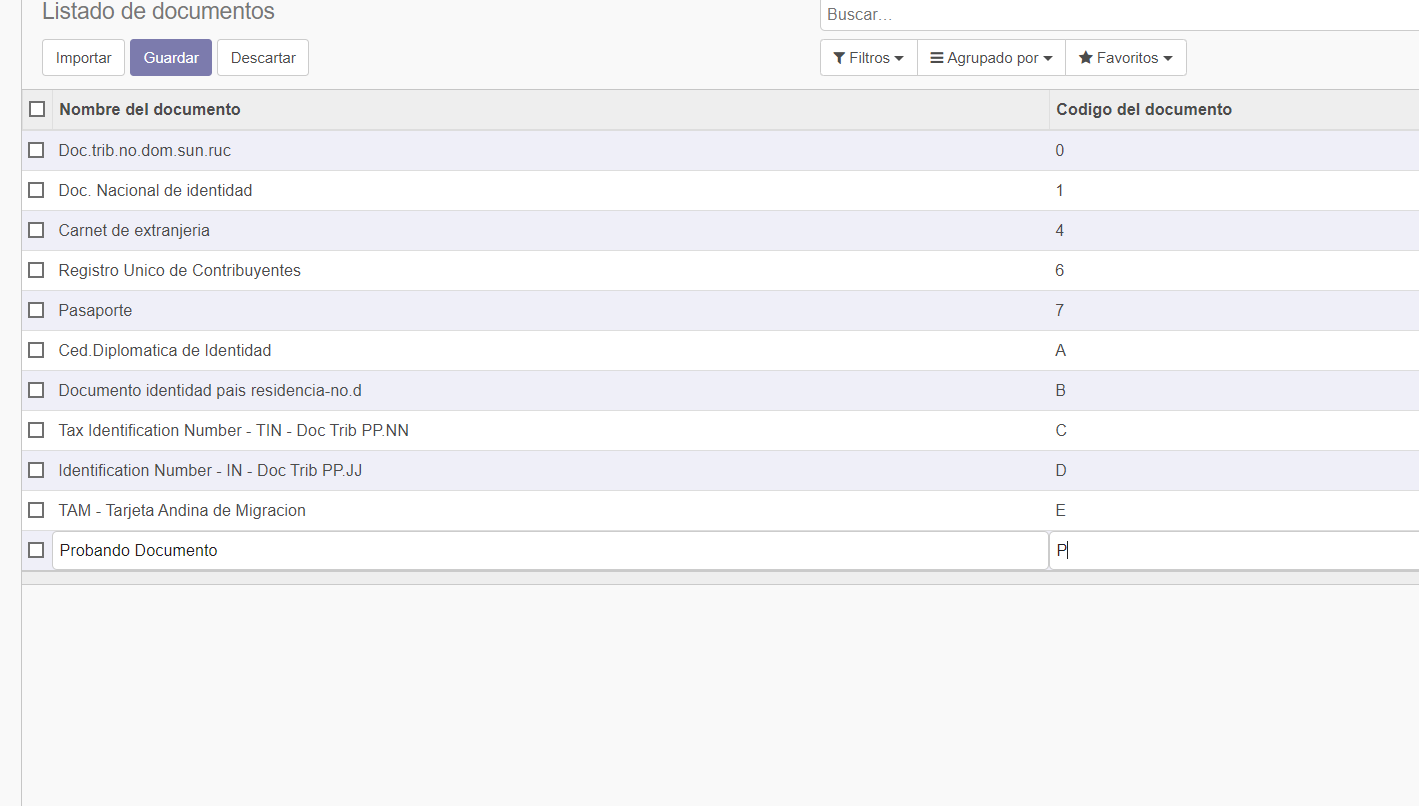 Listado de documentos
Buscar...
Importar Guardar Descartar
Filtros Agrupado por Favoritos
Nombre del documento Codigo del documento
Doc.trib.no.dom.sun.ruc 0
Doc. Nacional de identidad 1
Carnet de extranjeria 4
Registro Unico de Contribuyentes 6
Pasaporte 7
Ced.Diplomatica de Identidad A
Documento identidad pais residencia-no.d B
Tax Identification Number - TIN - Doc Trib PP.NN C
Identification Number - IN - Doc Trib PP.JJ D
TAM - Tarjeta Andina de Migracion E
Probando Documento P